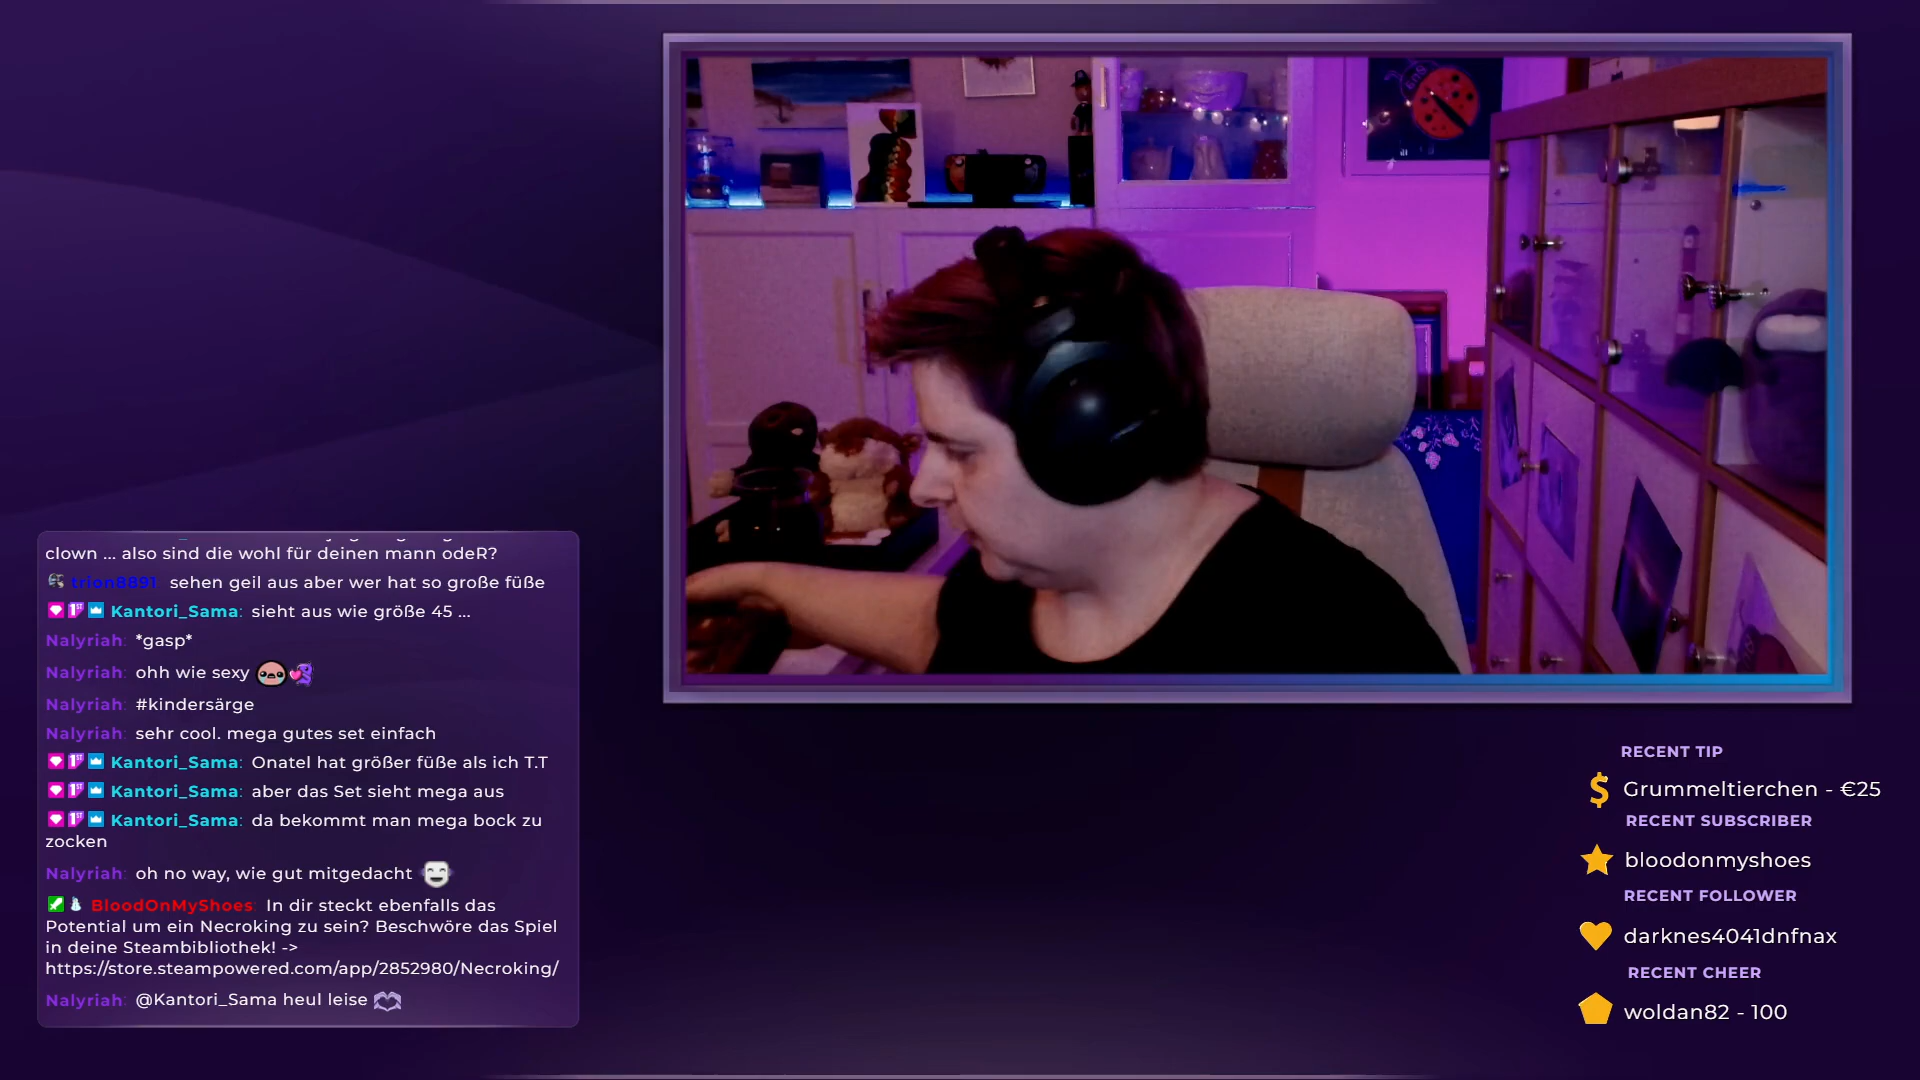 clown ... also sind die wohl für deinen mann odeR?
trion8891: sehen geil aus aber wer hat so große füße
Kantori_Sama: sieht aus wie größe 45 ...
Nalyriah: *gasp*
Nalyriah: ohh wie sexy
Nalyriah: #kindersärge
Nalyriah: sehr cool. mega gutes set einfach
Kantori_Sama: Onatel hat größer füße als ich T.T
Kantori_Sama: aber das Set sieht mega aus
Kantori_Sama: da bekommt man mega bock zu
zocken
Nalyriah: oh no way, wie gut mitgedacht
BloodOnMyShoes: In dir steckt ebenfalls das
Potential um ein Necroking zu sein? Beschwöre das Spiel
in deine Steambibliothek! ->
https://store.steampowered.com/app/2852980/Necroking/
Nalyriah: @Kantori_Sama heul leise
RECENT TIP
Grummeltierchen - €25
RECENT SUBSCRIBER
bloodonmyshoes
RECENT FOLLOWER
darknes4041dnfnax
RECENT CHEER
woldan82 - 100